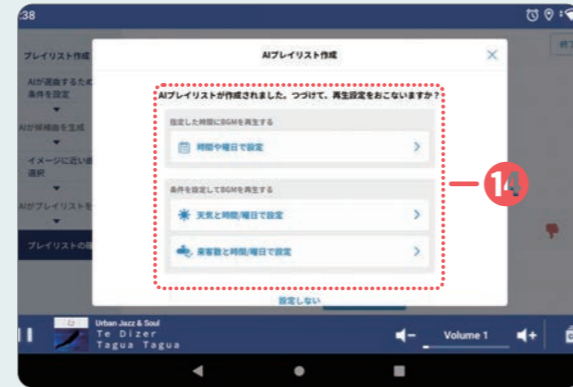 :38
プレイリスト作成
AIプレイリスト作成
終了
AIが選曲するため
条件を設定
AIが候補曲を生成
イメージに近い曲
選択
AIがプレイリストを
プレイリストの確
AIプレイリストが作成されました。つづけて、再生設定をおこないますか？
指定した時間にBGMを再生する
時間や曜日で設定
条件を設定してBGMを再生する
天気と時間/曜日で設定
来客数と時間/曜日で設定
設定しない
14
Urban Jazz & Soul
Te Dizer
Tagua Tagua
Volume 1